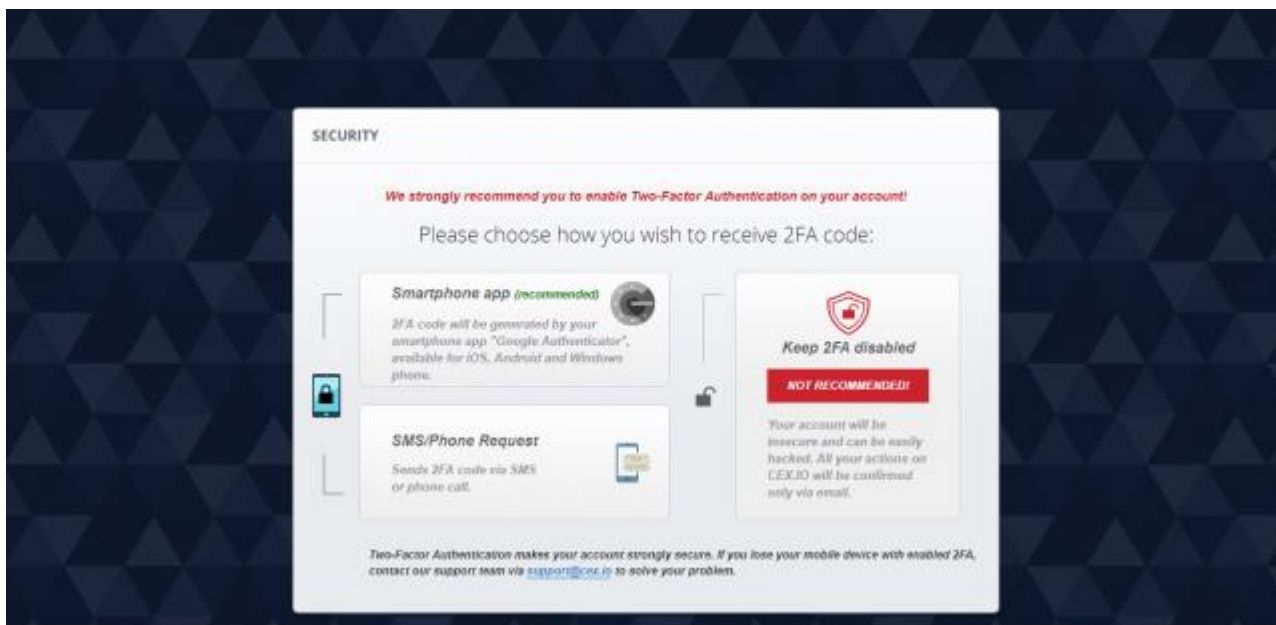 SECURITY
We strongly recommend you to enable Two-Factor Authentication on your account!
Please choose how you wish to receive 2FA code:
Smartphone app (recommended)
2FA code will be generated by your
smartphone app "Google Authenticator",
available for iOS, Android and Windows
phone.
SMS/Phone Request
Sends 2FA code via SMS
or phone call.
Keep 2FA disabled
NOT RECOMMENDED!
Your account will be
insecure and can be easily
hacked. All your actions on
CEX.IO will be confirmed
only via email.
Two-Factor Authentication makes your account strongly secure. If you lose your mobile device with enabled 2FA,
contact our support team via support@cex.io to solve your problem.